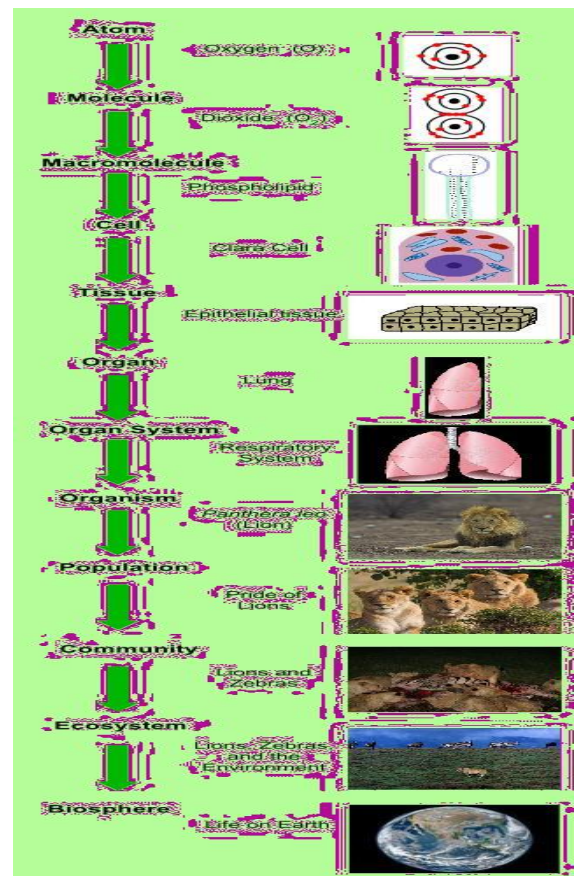 Atom
Oxygen (O)
Molecule
Dioxide (O₂)
Macromolecule
Phospholipid
Cell
Clara Cell
Tissue
Epithelial tissue
Organ
Lung
Organ System
Respiratory
System
Organism
Panthera leo
(Lion)
Population
Pride of
Lions
Community
Lions and
Zebras
Ecosystem
Lions, Zebras
and the
Environment
Biosphere
Life on Earth